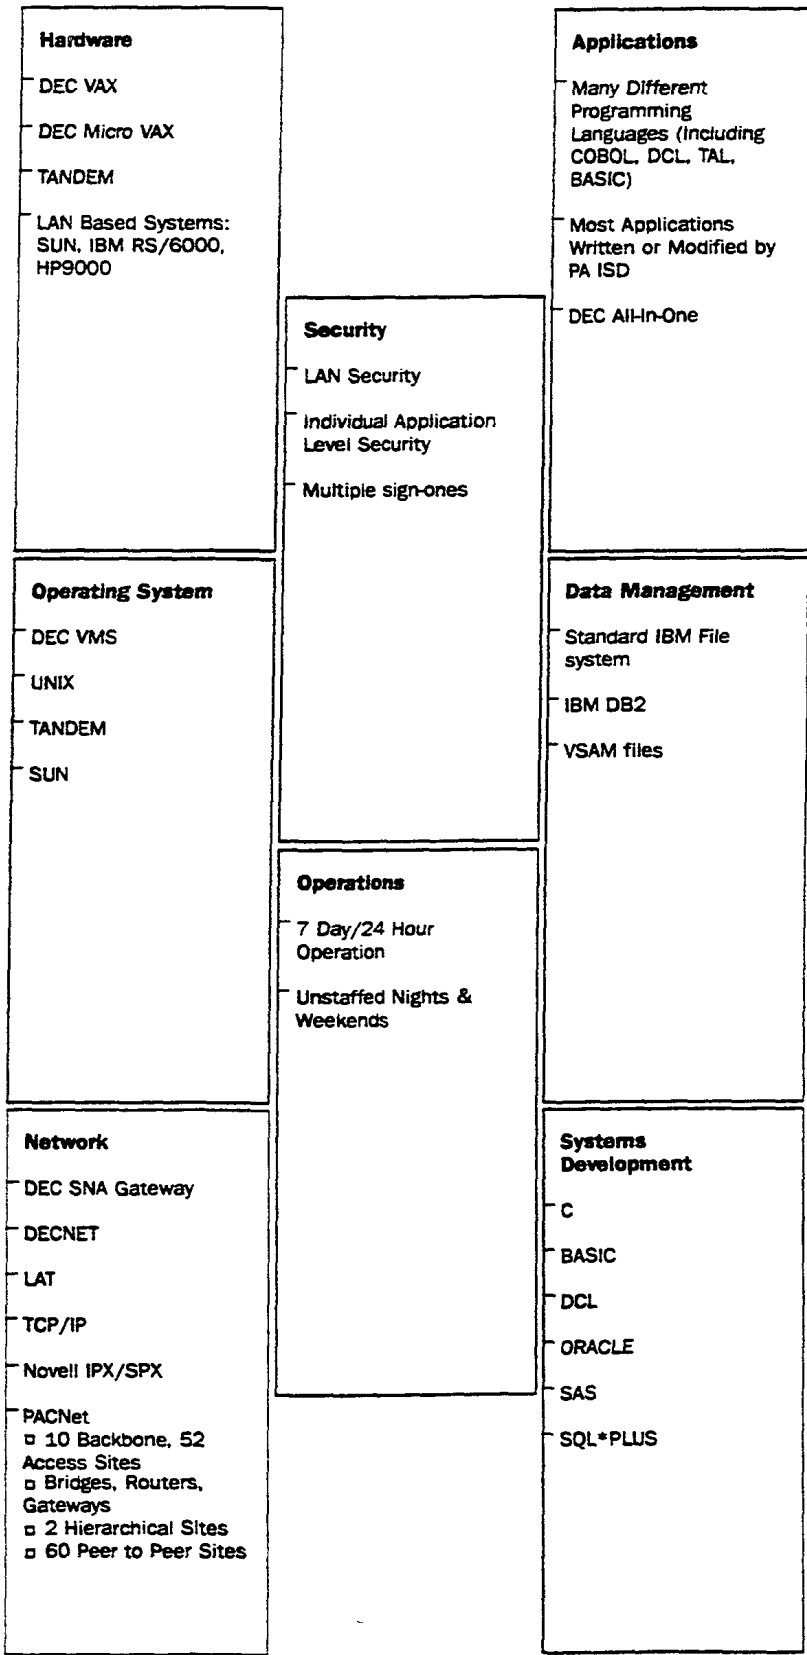 Hardware
DEC VAX
DEC Micro VAX
TANDEM
LAN Based Systems:
SUN, IBM RS/6000,
HP9000
Operating System
DEC VMS
UNIX
TANDEM
SUN
Network
DEC SNA Gateway
DECNET
LAT
TCP/IP
Novell IPX/SPX
PACNet
▫ 10 Backbone, 52
Access Sites
▫ Bridges, Routers,
Gateways
▫ 2 Hierarchical Sites
▫ 60 Peer to Peer Sites
Security
LAN Security
Individual Application
Level Security
Multiple sign-ones
Operations
7 Day/24 Hour
Operation
Unstaffed Nights &
Weekends
Applications
Many Different
Programming
Languages (Including
COBOL, DCL, TAL,
BASIC)
Most Applications
Written or Modified by
PA ISD
DEC All-In-One
Data Management
Standard IBM File
system
IBM DB2
VSAM files
Systems
Development
C
BASIC
DCL
ORACLE
SAS
SQL*PLUS